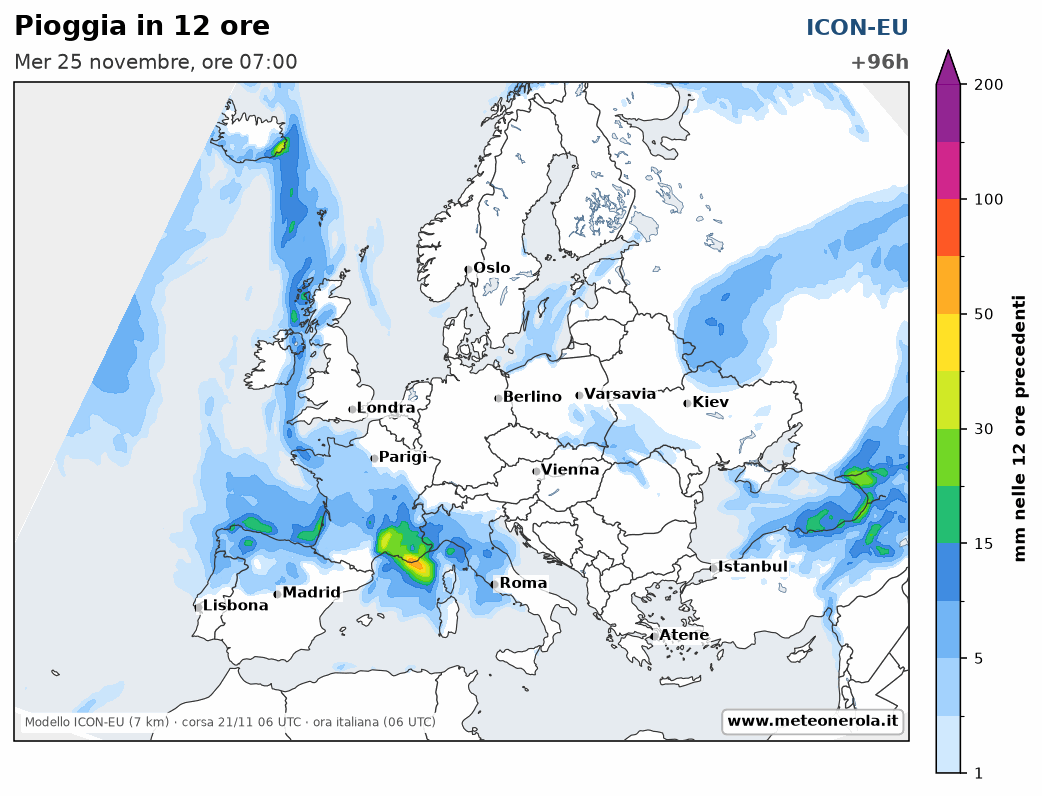 Pioggia in 12 ore
ICON-EU
Mer 25 novembre, ore 07:00
+96h
200
100
50
30
15
5
1
mm nelle 12 ore precedenti
Oslo
Berlino
Varsavia
Kiev
Londra
Parigi
Vienna
Istanbul
Roma
Madrid
Lisbona
Atene
Modello ICON-EU (7 km) · corsa 21/11 06 UTC · ora italiana (06 UTC)
www.meteonerola.it